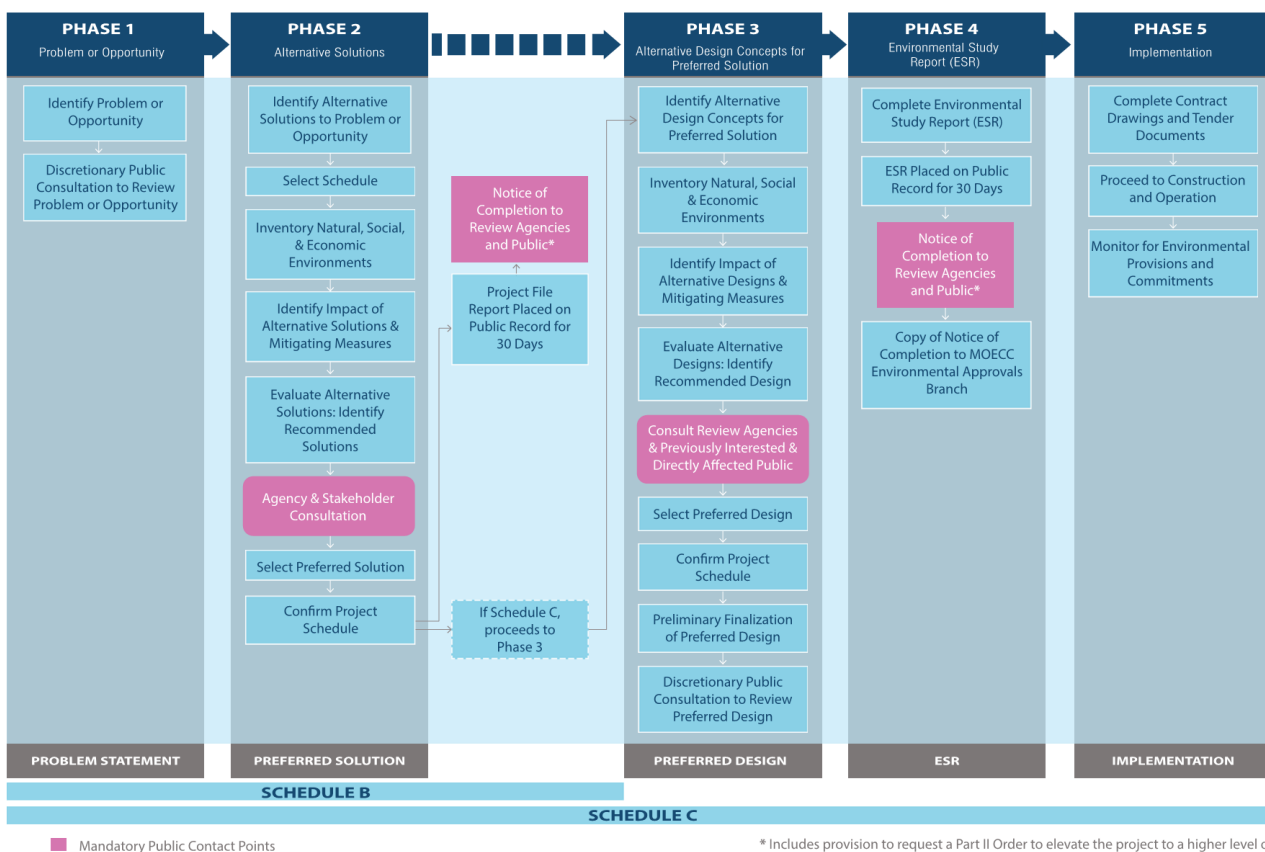 PHASE 1
Problem or Opportunity
PHASE 2
Alternative Solutions
PHASE 3
Alternative Design Concepts for
Preferred Solution
PHASE 4
Environmental Study
Report (ESR)
PHASE 5
Implementation
Identify Problem or
Opportunity
Discretionary Public
Consultation to Review
Problem or Opportunity
Identify Alternative
Solutions to Problem or
Opportunity
Select Schedule
Inventory Natural, Social,
& Economic
Environments
Identify Impact of
Alternative Solutions &
Mitigating Measures
Evaluate Alternative
Solutions: Identify
Recommended
Solutions
Agency & Stakeholder
Consultation
Select Preferred Solution
Confirm Project
Schedule
Notice of
Completion to
Review Agencies
and Public*
Project File
Report Placed on
Public Record for
30 Days
If Schedule C,
proceeds to
Phase 3
Identify Alternative
Design Concepts for
Preferred Solution
Inventory Natural, Social
& Economic
Environments
Identify Impact of
Alternative Designs &
Mitigating Measures
Evaluate Alternative
Designs: Identify
Recommended Design
Consult Review Agencies
& Previously Interested &
Directly Affected Public
Select Preferred Design
Confirm Project
Schedule
Preliminary Finalization
of Preferred Design
Discretionary Public
Consultation to Review
Preferred Design
Complete Environmental
Study Report (ESR)
ESR Placed on Public
Record for 30 Days
Notice of
Completion to
Review Agencies
and Public*
Copy of Notice of
Completion to MOECC
Environmental Approvals
Branch
Complete Contract
Drawings and Tender
Documents
Proceed to Construction
and Operation
Monitor for Environmental
Provisions and
Commitments
PROBLEM STATEMENT
PREFERRED SOLUTION
PREFERRED DESIGN
ESR
IMPLEMENTATION
SCHEDULE B
SCHEDULE C
Mandatory Public Contact Points
* Includes provision to request a Part II Order to elevate the project to a higher level